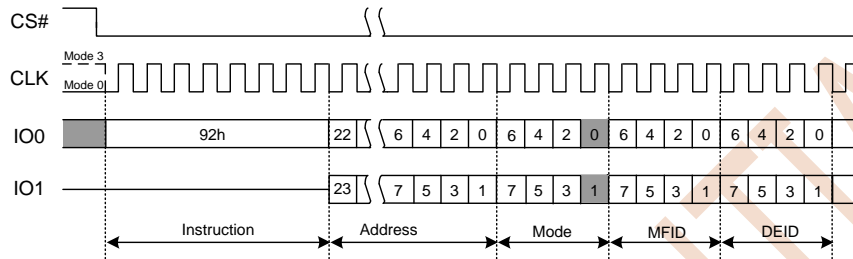 CS#
Mode 3
CLK
Mode 0
IO0 92h 22 6 4 2 0 6 4 2 0 6 4 2 0 6 4 2 0
IO1 23 7 5 3 1 7 5 3 1 7 5 3 1 7 5 3 1
Instruction Address Mode MFID DEID